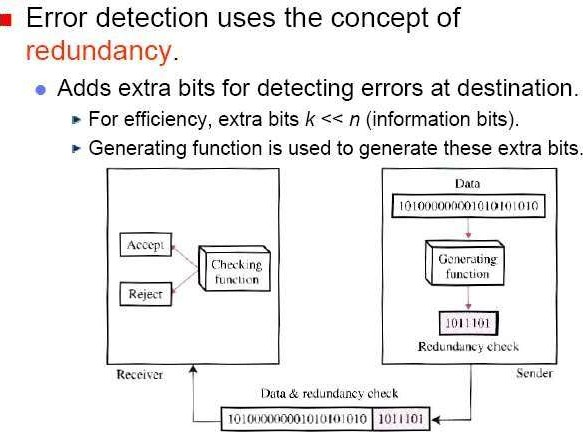 Error detection uses the concept of
redundancy.
Adds extra bits for detecting errors at destination.
For efficiency, extra bits k << n (information bits).
Generating function is used to generate these extra bits.
Data
101000000001010101010
Accept
Reject
Checking
function
Generating
function
1011101
Redundancy check
Receiver
Sender
Data & redundancy check
10100000001010101010 1011101